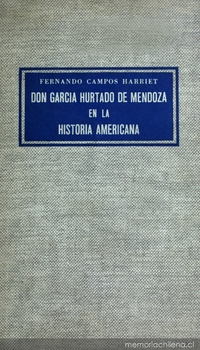 FERNANDO CAMPOS HARRIET
DON GARCIA HURTADO DE MENDOZA
EN LA
HISTORIA AMERICANA
memoriachilena.cl